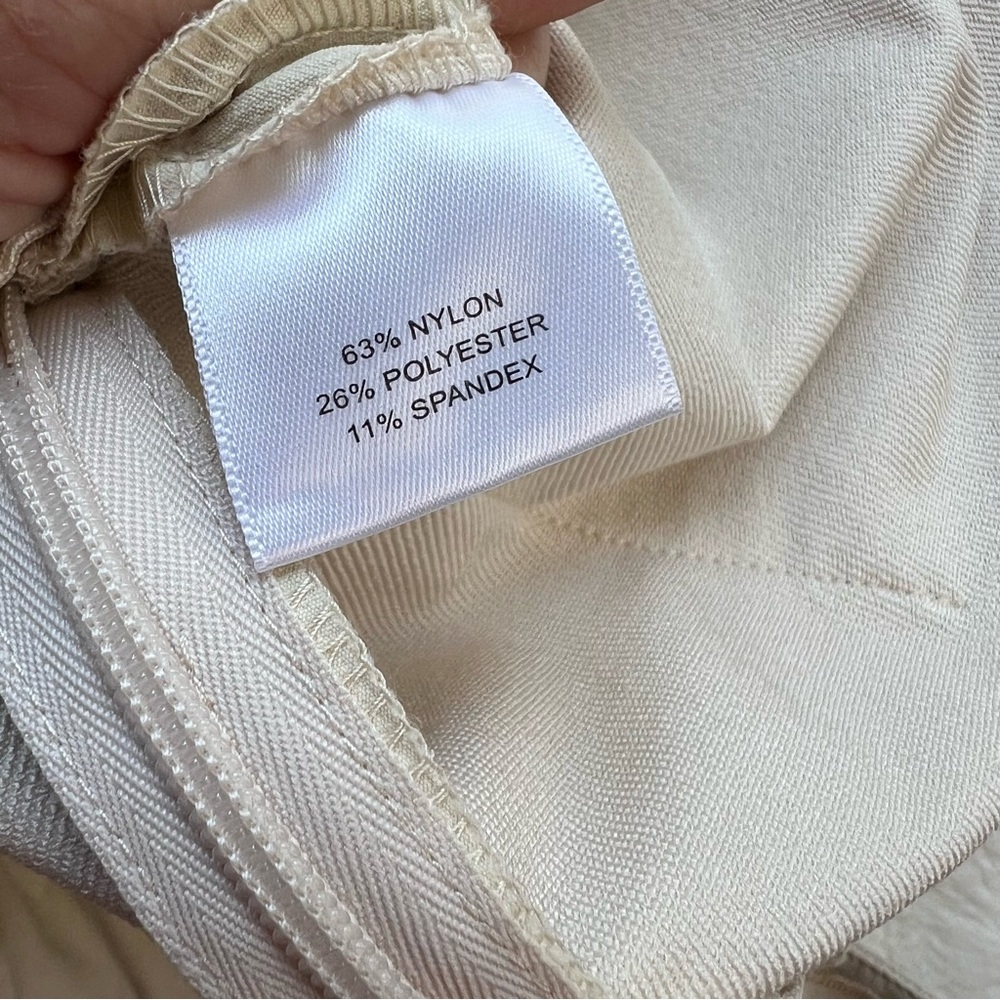 63% NYLON
26% POLYESTER
11% SPANDEX